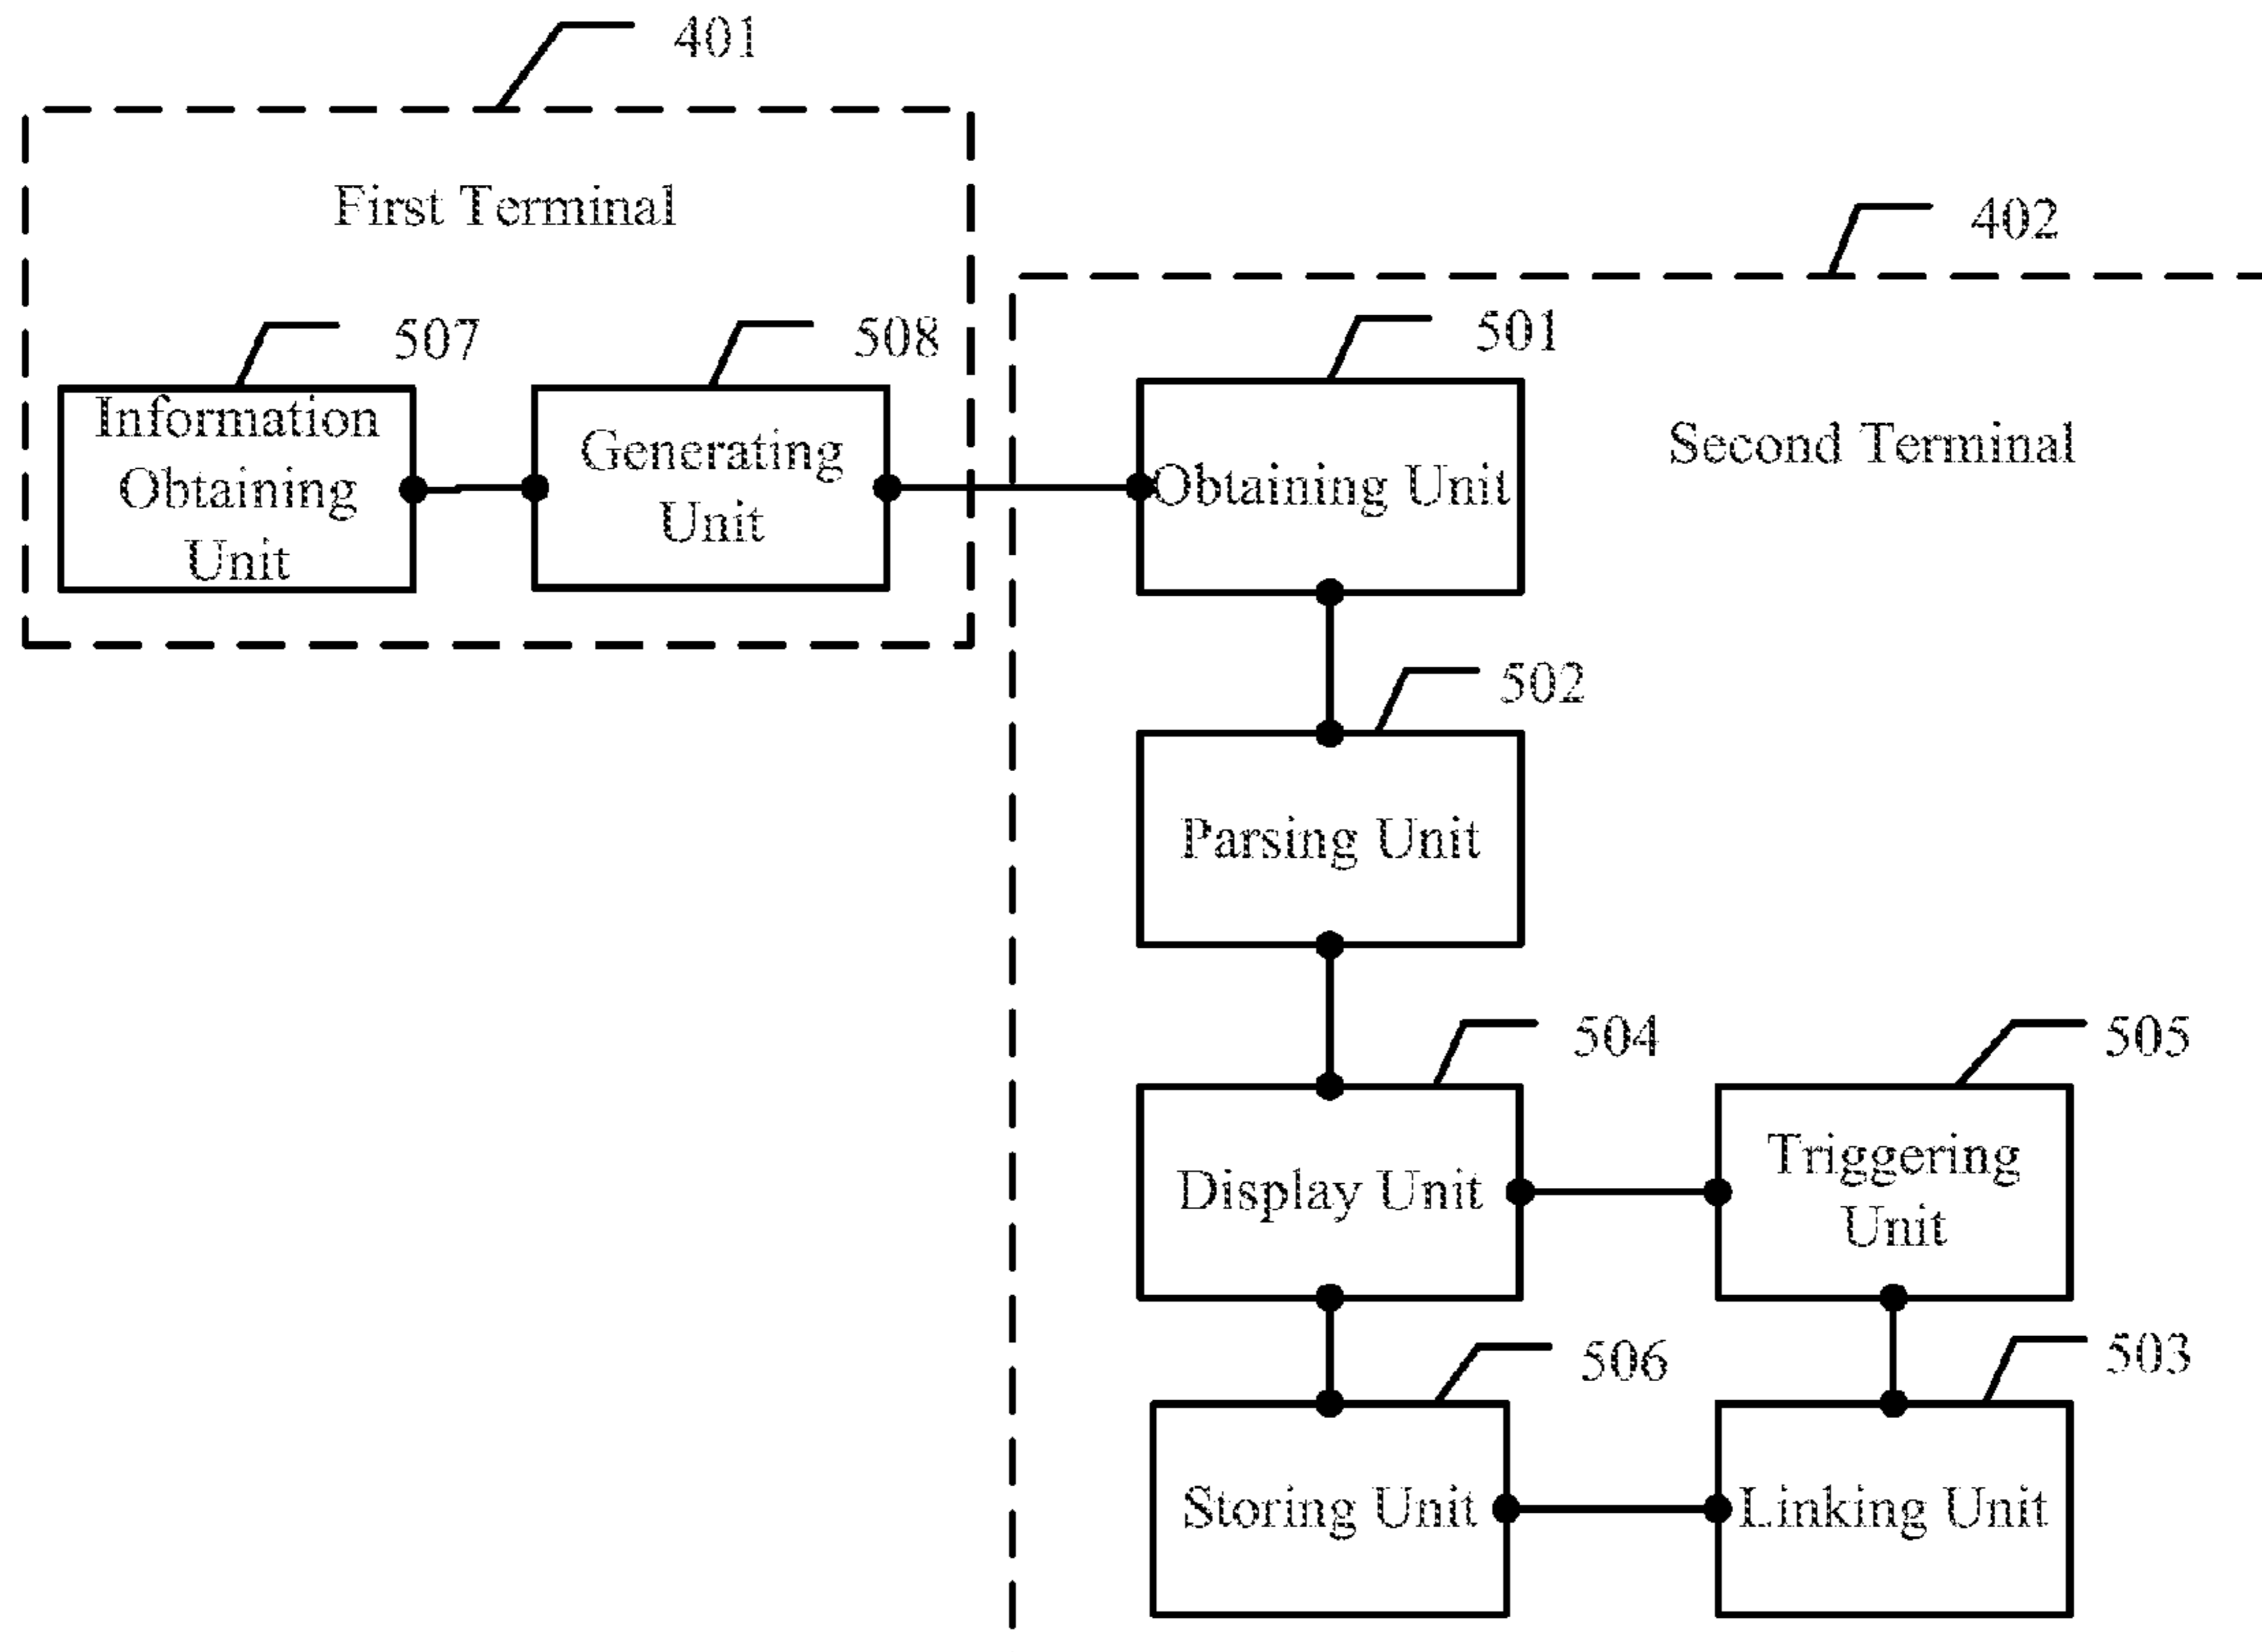 401
First Terminal
402
507
508
501
Information
Obtaining
Unit
Generating
Unit
Obtaining Unit
Second Terminal
502
Parsing Unit
504
505
Display Unit
Triggering
Unit
506
503
Storing Unit
Linking Unit